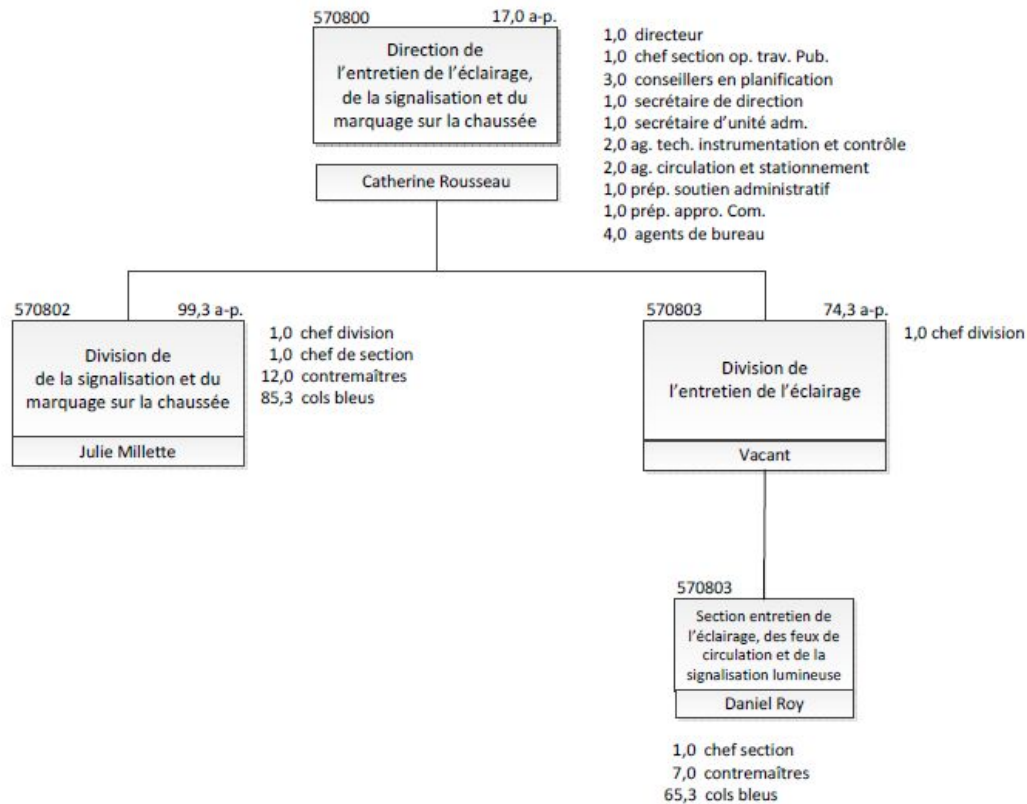 570800 17,0 a-p.
Direction de
l'entretien de l'éclairage,
de la signalisation et du
marquage sur la chaussée
Catherine Rousseau
1,0 directeur
1,0 chef section op. trav. Pub.
3,0 conseillers en planification
1,0 secrétaire de direction
1,0 secrétaire d'unité adm.
2,0 ag. tech. instrumentation et contrôle
2,0 ag. circulation et stationnement
1,0 prép. soutien administratif
1,0 prép. appro. Com.
4,0 agents de bureau
570802 99,3 a-p.
Division de
de la signalisation et du
marquage sur la chaussée
Julie Millette
1,0 chef division
1,0 chef de section
12,0 contremaîtres
85,3 cols bleus
570803 74,3 a-p.
Division de
l'entretien de l'éclairage
Vacant
1,0 chef division
570803
Section entretien de
l'éclairage, des feux de
circulation et de la
signalisation lumineuse
Daniel Roy
1,0 chef section
7,0 contremaîtres
65,3 cols bleus